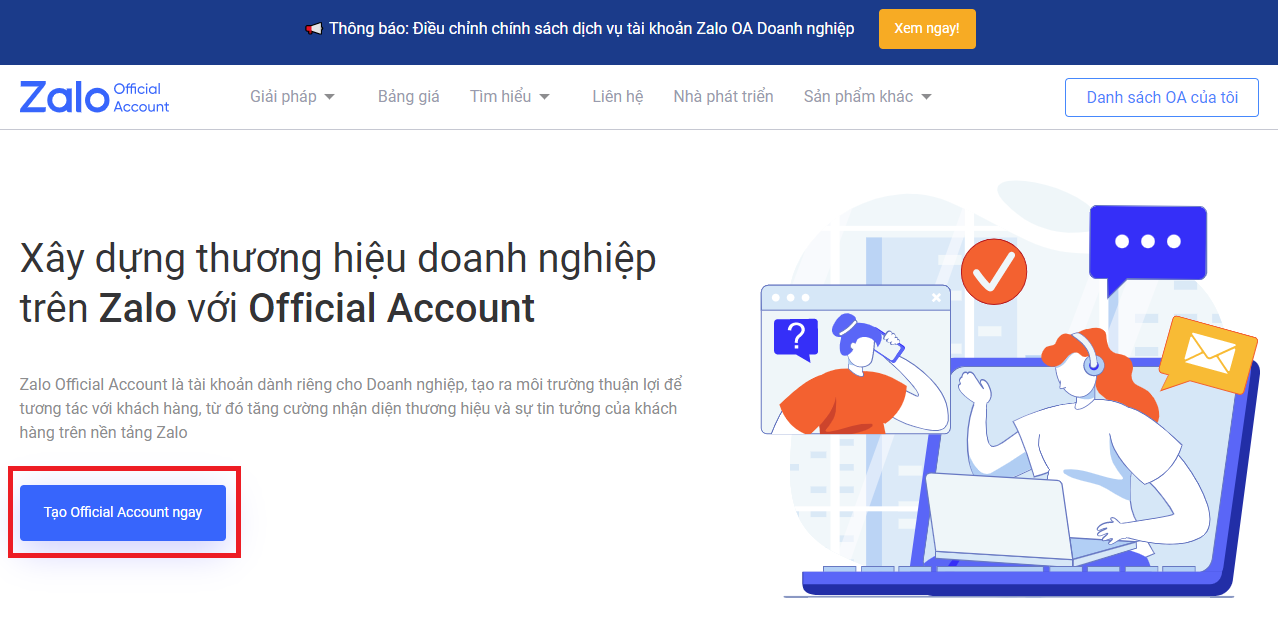 Thông báo: Điều chỉnh chính sách dịch vụ tài khoản Zalo OA Doanh nghiệp
Xem ngay!
Zalo Official Account
Giải pháp
Bảng giá
Tìm hiểu
Liên hệ
Nhà phát triển
Sản phẩm khác
Danh sách OA của tôi
Xây dựng thương hiệu doanh nghiệp
trên Zalo với Official Account
Zalo Official Account là tài khoản dành riêng cho Doanh nghiệp, tạo ra môi trường thuận lợi để
tương tác với khách hàng, từ đó tăng cường nhận diện thương hiệu và sự tin tưởng của khách
hàng trên nền tảng Zalo
Tạo Official Account ngay
?